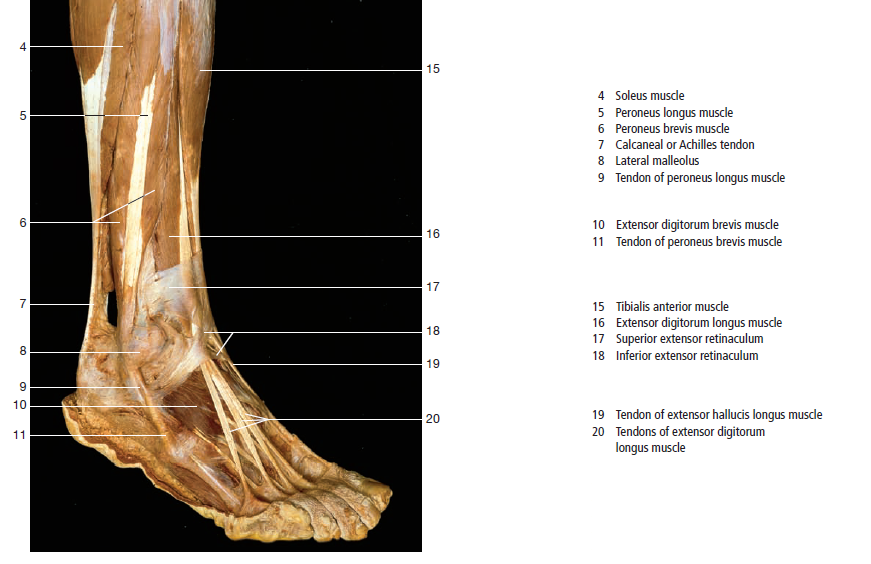 4
5
6
7
8
9
10
11
15
16
17
18
19
20
4 Soleus muscle
5 Peroneus longus muscle
6 Peroneus brevis muscle
7 Calcaneal or Achilles tendon
8 Lateral malleolus
9 Tendon of peroneus longus muscle
10 Extensor digitorum brevis muscle
11 Tendon of peroneus brevis muscle
15 Tibialis anterior muscle
16 Extensor digitorum longus muscle
17 Superior extensor retinaculum
18 Inferior extensor retinaculum
19 Tendon of extensor hallucis longus muscle
20 Tendons of extensor digitorum
longus muscle